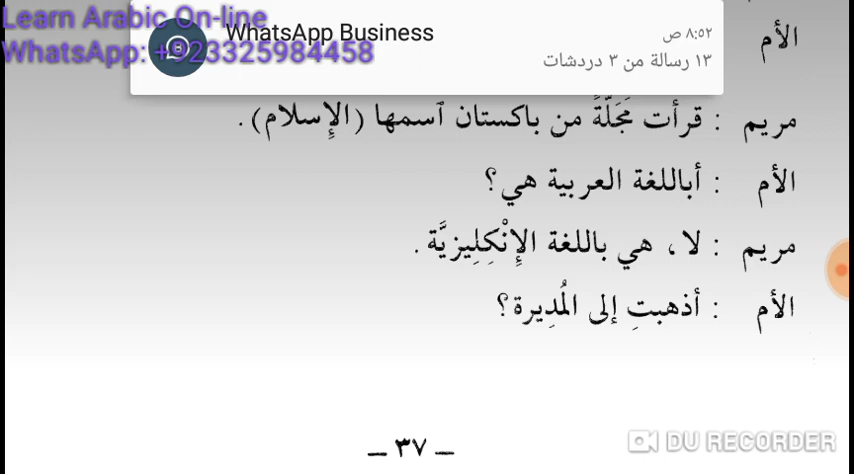 Learn Arabic On-line
WhatsApp: +923325984458
WhatsApp Business
٨:٥٢ ص
١٣ رسالة من ٣ دردشات
الأم
مريم : قرأت مَجَلَّةً من باكستان ٱسمها (الإِسلام).
الأم : أباللغة العربية هي؟
مريم : لا، هي باللغة الإِنْكِلِيزيَّة.
الأم : أذهبتِ إلى المُدِيرة؟
– ٣٧ –
DU RECORDER